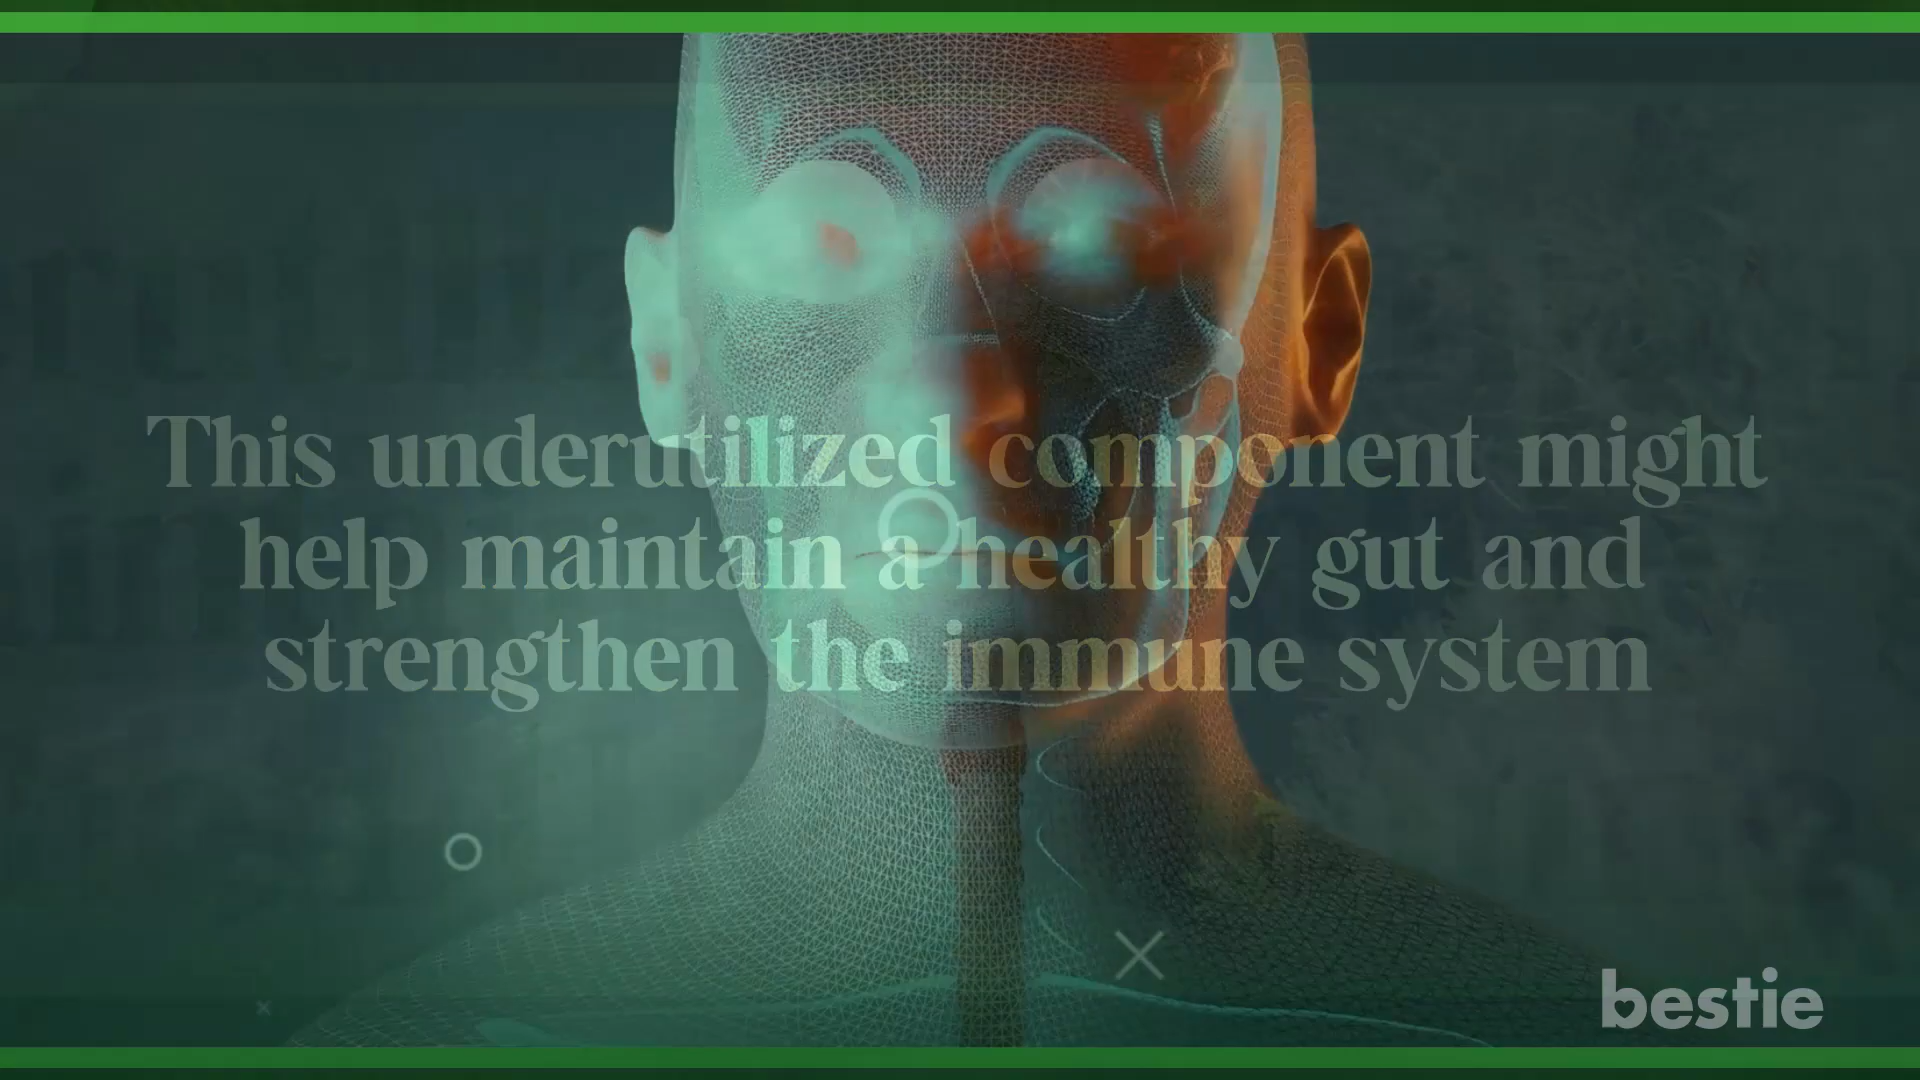 This underutilized component might
help maintain a healthy gut and
strengthen the immune system
bestie